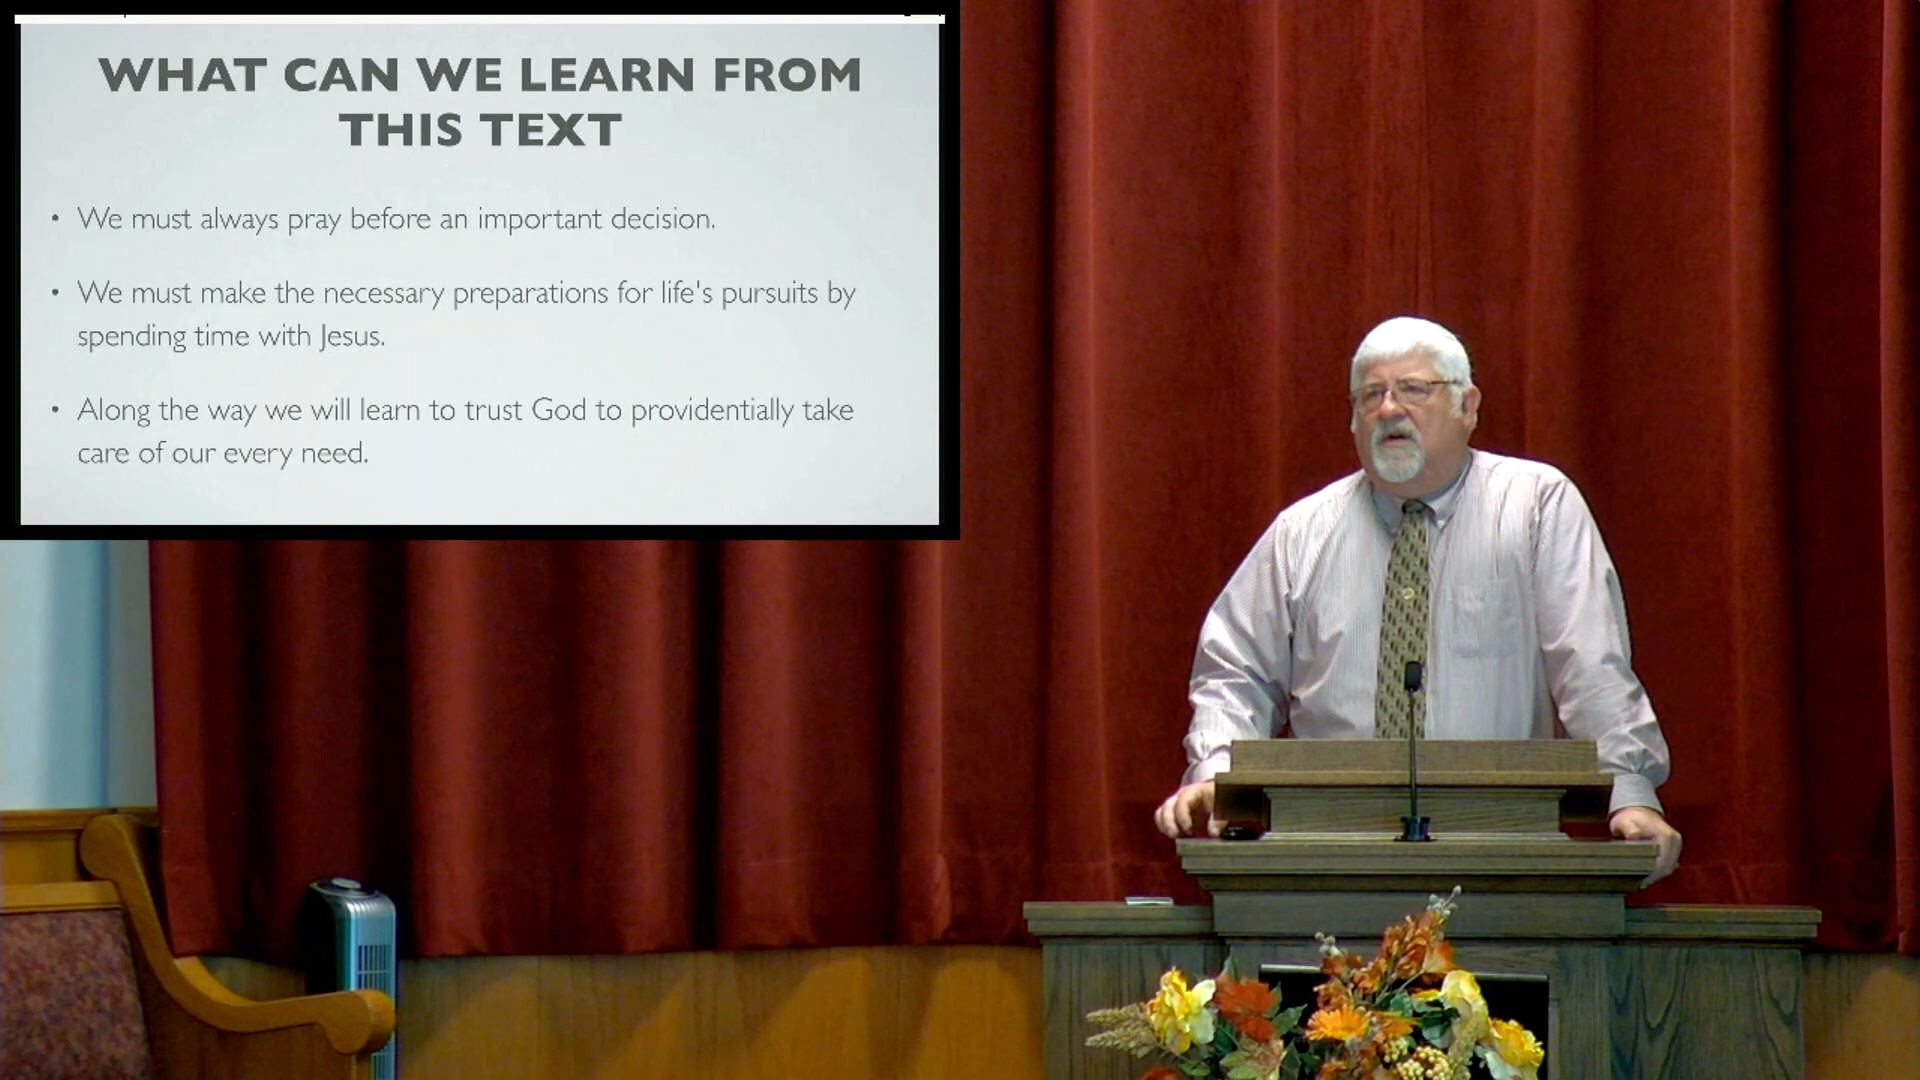 WHAT CAN WE LEARN FROM
THIS TEXT
• We must always pray before an important decision.
• We must make the necessary preparations for life's pursuits by
spending time with Jesus.
• Along the way we will learn to trust God to providentially take
care of our every need.